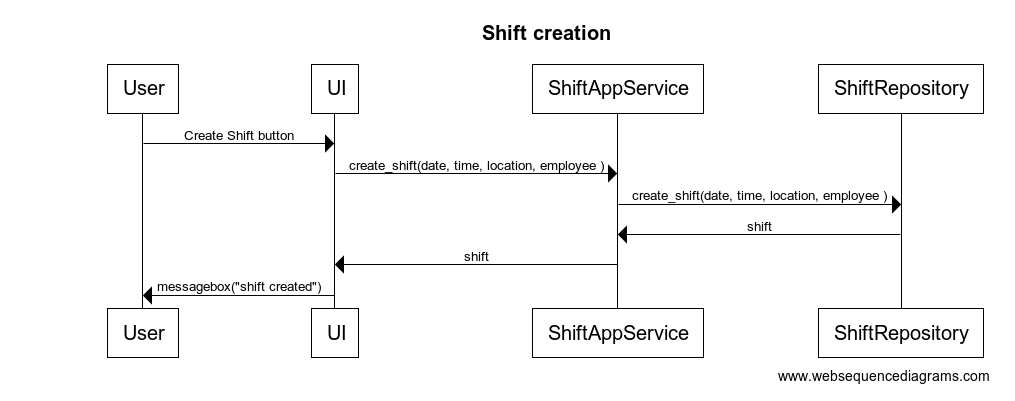 Shift creation
User UI ShiftAppService ShiftRepository
Create Shift button
create_shift(date, time, location, employee )
create_shift(date, time, location, employee )
shift
shift
messagebox("shift created")
User UI ShiftAppService ShiftRepository
www.websequencediagrams.com